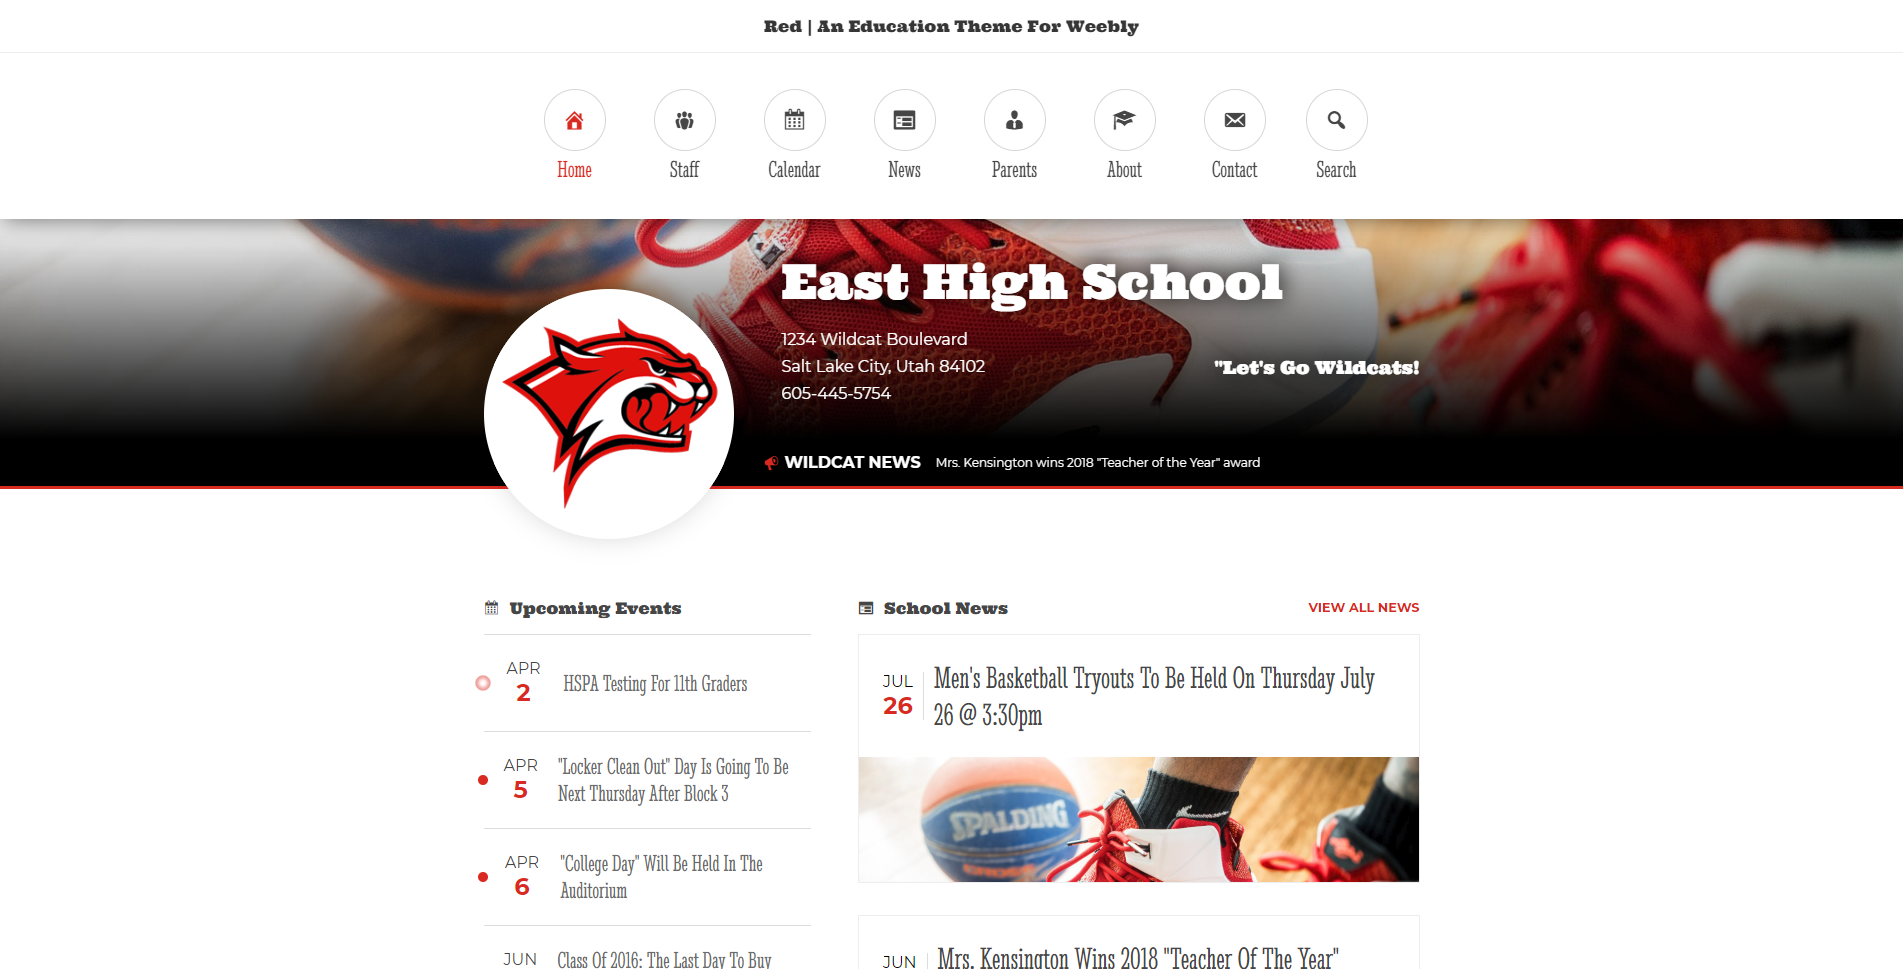 Red | An Education Theme For Weebly
Home
Staff
Calendar
News
Parents
About
Contact
Search
East High School
1234 Wildcat Boulevard
Salt Lake City, Utah 84102
605-445-5754
"Let's Go Wildcats!
WILDCAT NEWS
Mrs. Kensington wins 2018 "Teacher of the Year" award
Upcoming Events
APR
2
HSPA Testing For 11th Graders
APR
5
"Locker Clean Out" Day Is Going To Be
Next Thursday After Block 3
APR
6
"College Day" Will Be Held In The
Auditorium
JUN
Class Of 2016: The Last Day To Buy
School News
VIEW ALL NEWS
JUL
26
Men's Basketball Tryouts To Be Held On Thursday July
26 @ 3:30pm
SPALDING
JUN
Mrs. Kensington Wins 2018 "Teacher Of The Year"